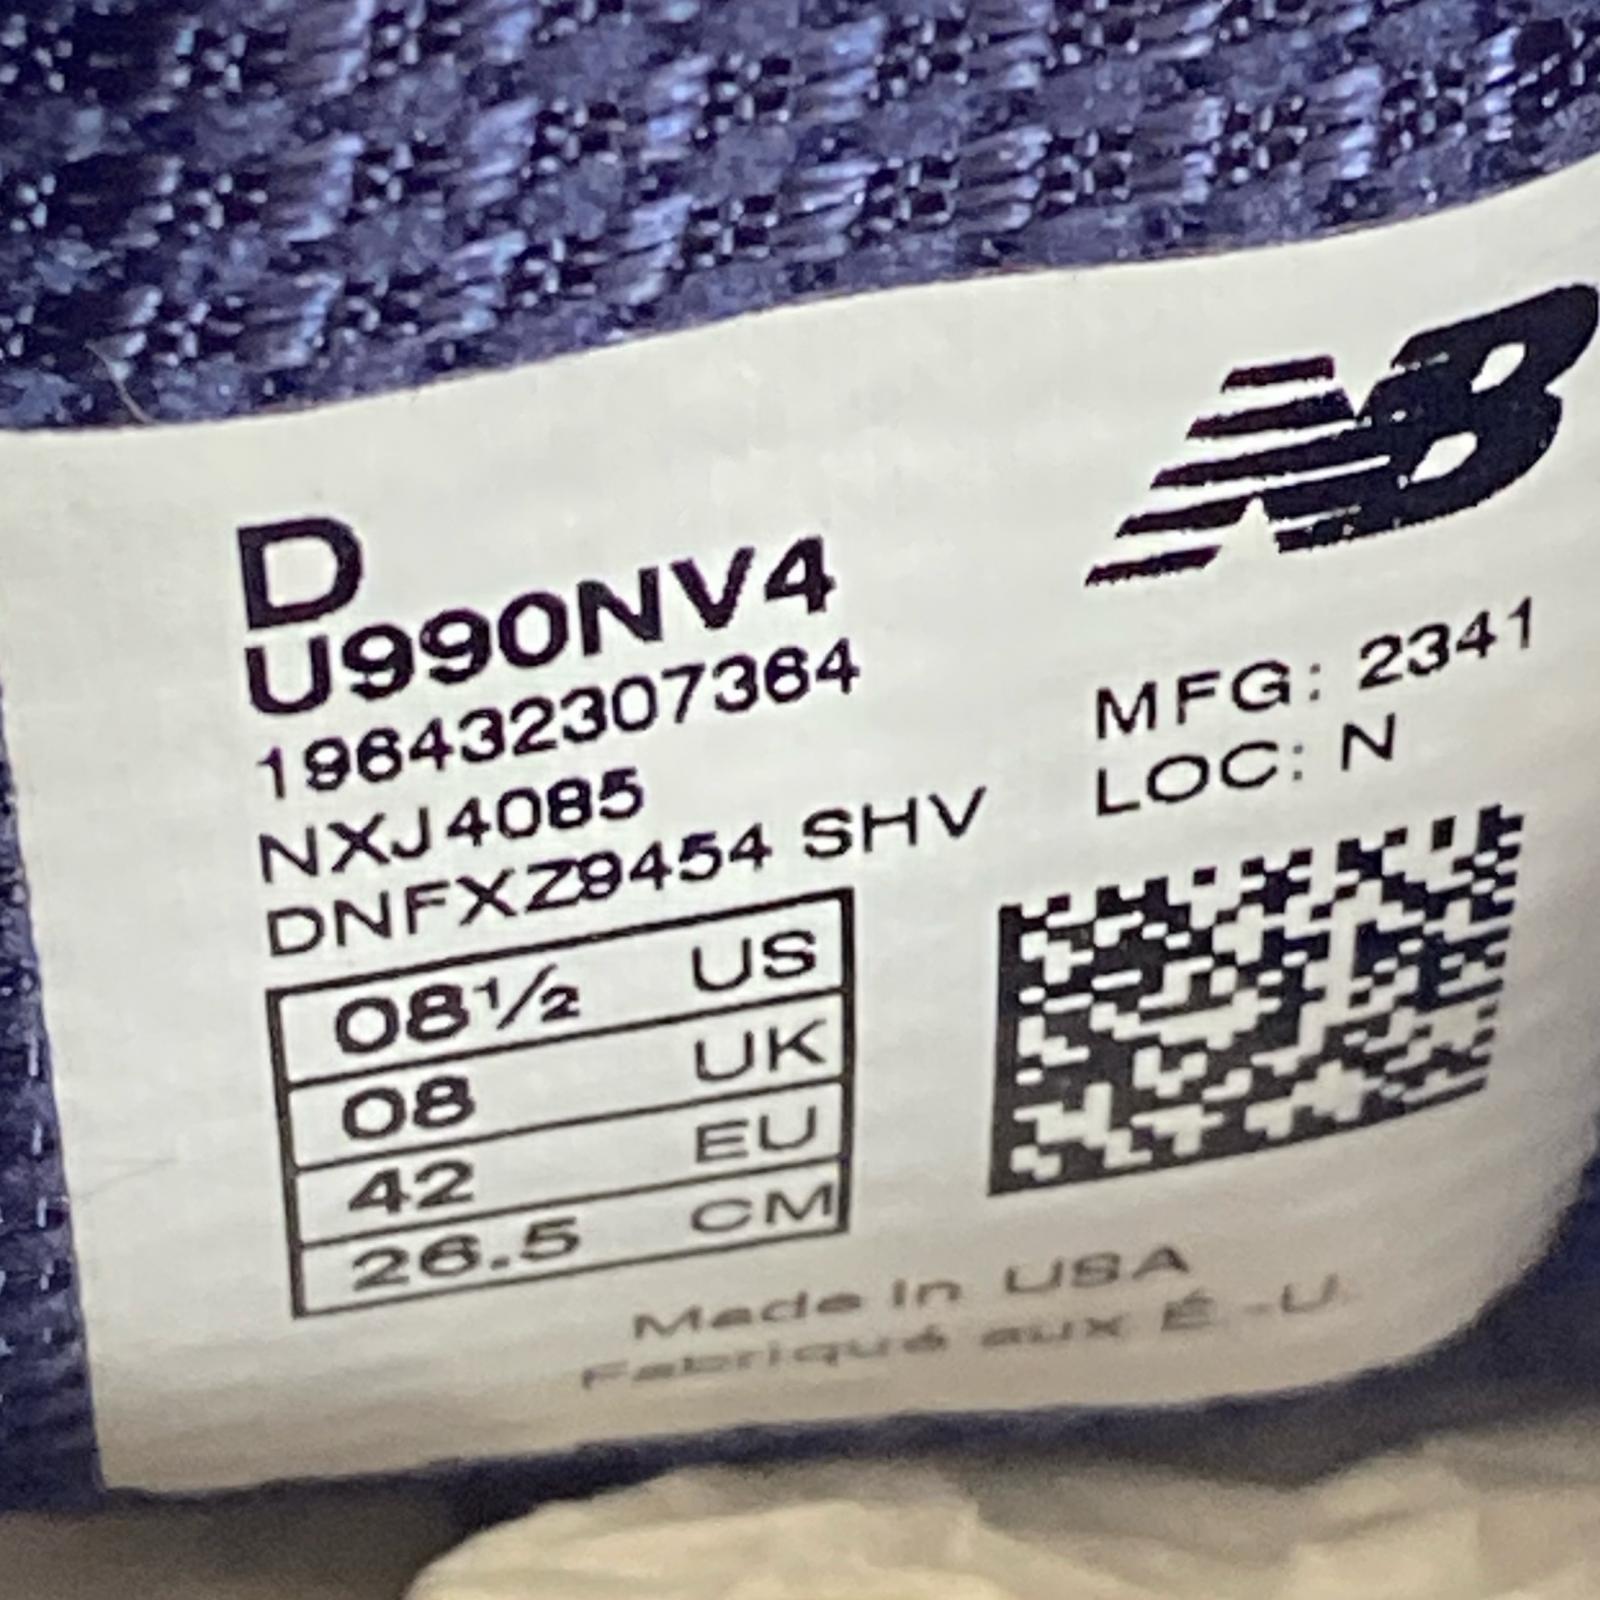 NB
D
U990NV4
196432307364
NXJ4085
DNFXZ9454 SHV
MFG: 2341
LOC: N
08½ US
08 UK
42 EU
26.5 CM
Made in USA
Fabriqué aux É.-U.